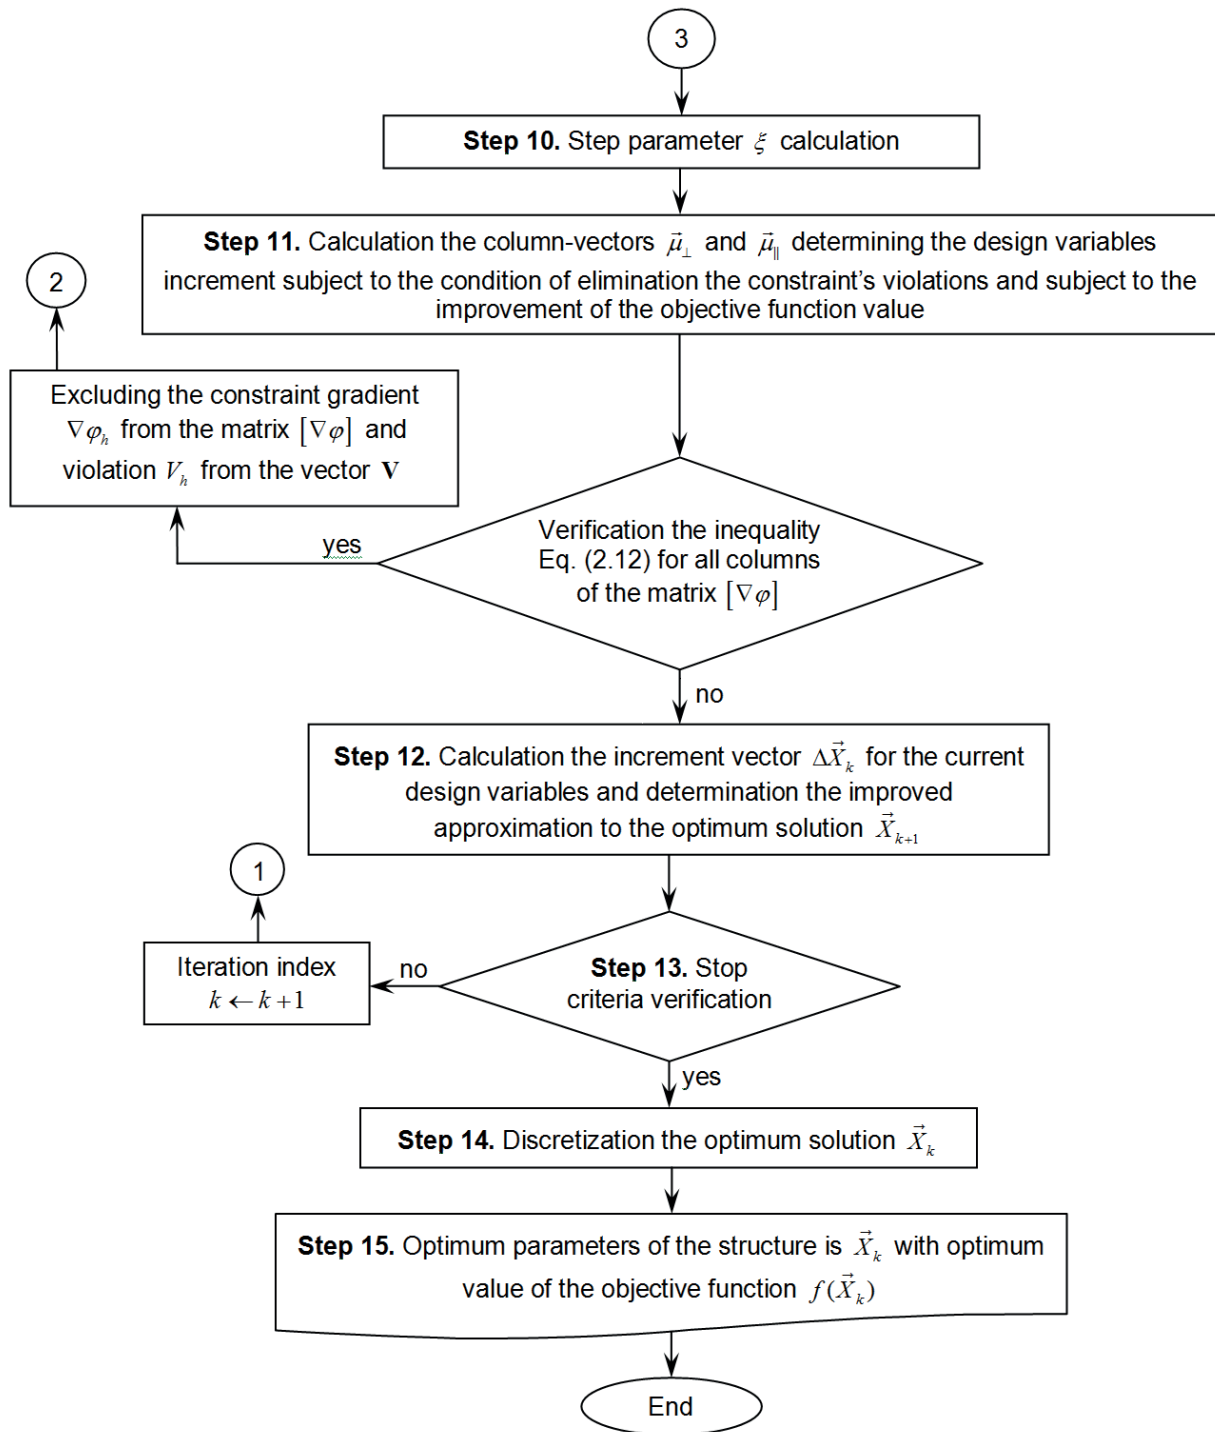 3
Step 10. Step parameter ξ calculation
Step 11. Calculation the column-vectors μ⃗⊥ and μ⃗∥ determining the design variables
increment subject to the condition of elimination the constraint's violations and subject to the
improvement of the objective function value
2
Excluding the constraint gradient
∇φₕ from the matrix [∇φ] and
violation Vₕ from the vector V
yes
Verification the inequality
Eq. (2.12) for all columns
of the matrix [∇φ]
no
Step 12. Calculation the increment vector ΔX⃗ₖ for the current
design variables and determination the improved
approximation to the optimum solution X⃗ₖ₊₁
1
Iteration index
k ← k+1
no
Step 13. Stop
criteria verification
yes
Step 14. Discretization the optimum solution X⃗ₖ
Step 15. Optimum parameters of the structure is X⃗ₖ with optimum
value of the objective function f(X⃗ₖ)
End